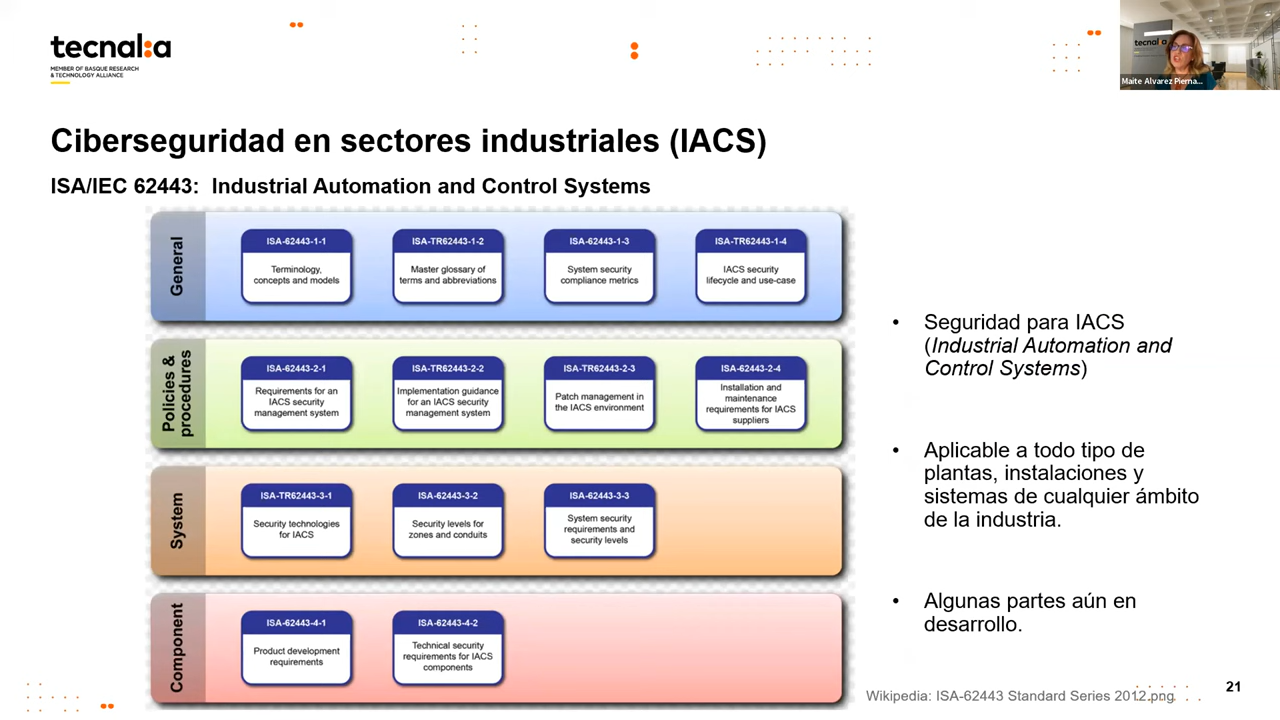 tecnal:a
MEMBER OF BASQUE RESEARCH
& TECHNOLOGY ALLIANCE
tecnal:a
Maite Alvarez Pierna...
Ciberseguridad en sectores industriales (IACS)
ISA/IEC 62443: Industrial Automation and Control Systems
General
ISA-62443-1-1
Terminology,
concepts and models
ISA-TR62443-1-2
Master glossary of
terms and abbreviations
ISA-62443-1-3
System security
compliance metrics
ISA-TR62443-1-4
IACS security
lifecycle and use-case
Policies &
procedures
ISA-62443-2-1
Requirements for an
IACS security
management system
ISA-TR62443-2-2
Implementation guidance
for an IACS security
management system
ISA-TR62443-2-3
Patch management in
the IACS environment
ISA-62443-2-4
Installation and
maintenance
requirements for IACS
suppliers
System
ISA-TR62443-3-1
Security technologies
for IACS
ISA-62443-3-2
Security levels for
zones and conduits
ISA-62443-3-3
System security
requirements and
security levels
Component
ISA-62443-4-1
Product development
requirements
ISA-62443-4-2
Technical security
requirements for IACS
components
• Seguridad para IACS
(Industrial Automation and
Control Systems)
• Aplicable a todo tipo de
plantas, instalaciones y
sistemas de cualquier ámbito
de la industria.
• Algunas partes aún en
desarrollo.
Wikipedia: ISA-62443 Standard Series 2012.png
21